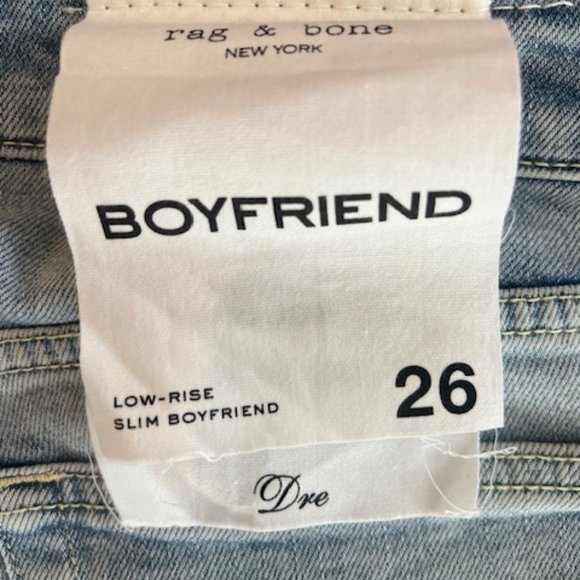 rag & bone
NEW YORK
BOYFRIEND
LOW-RISE
SLIM BOYFRIEND
26
Dre